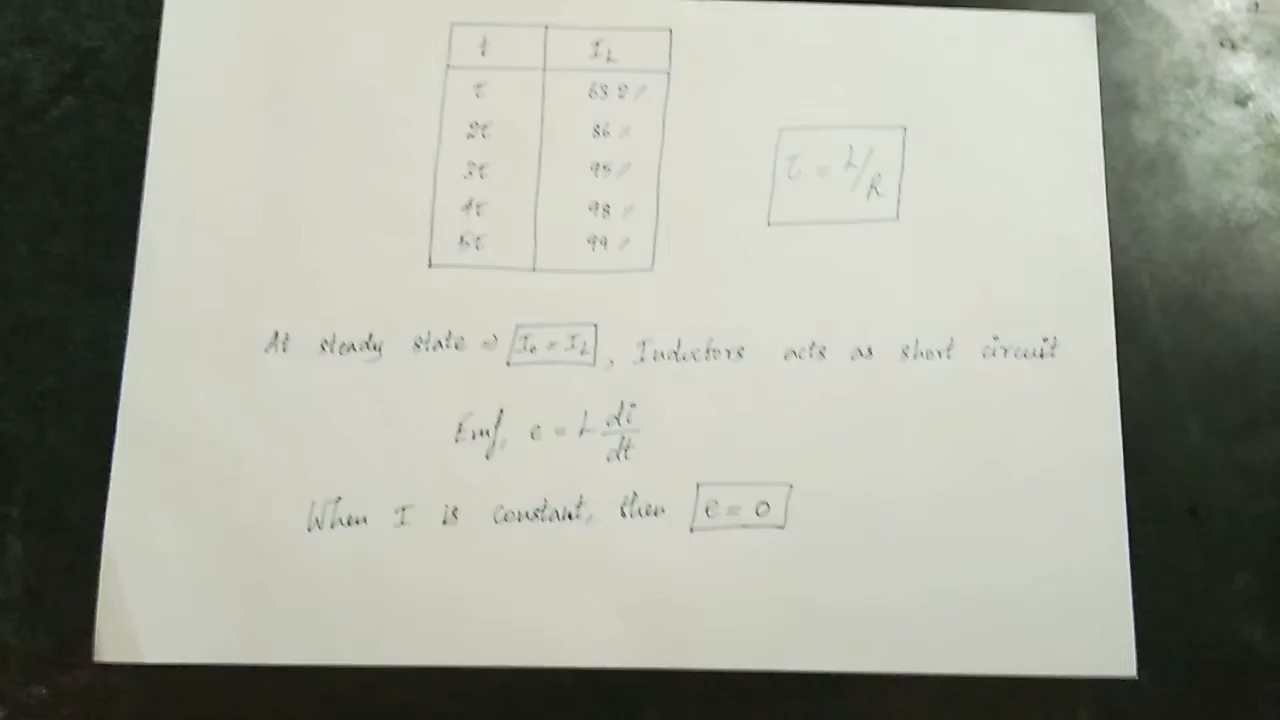 t I_L
τ 63.2%
2τ 86%
3τ 95%
4τ 98%
5τ 99%
τ = L/R
At steady state ⇒ I₀ = I_L, Inductors acts as short circuit
Emf, e = L di/dt
When I is constant, then e = 0